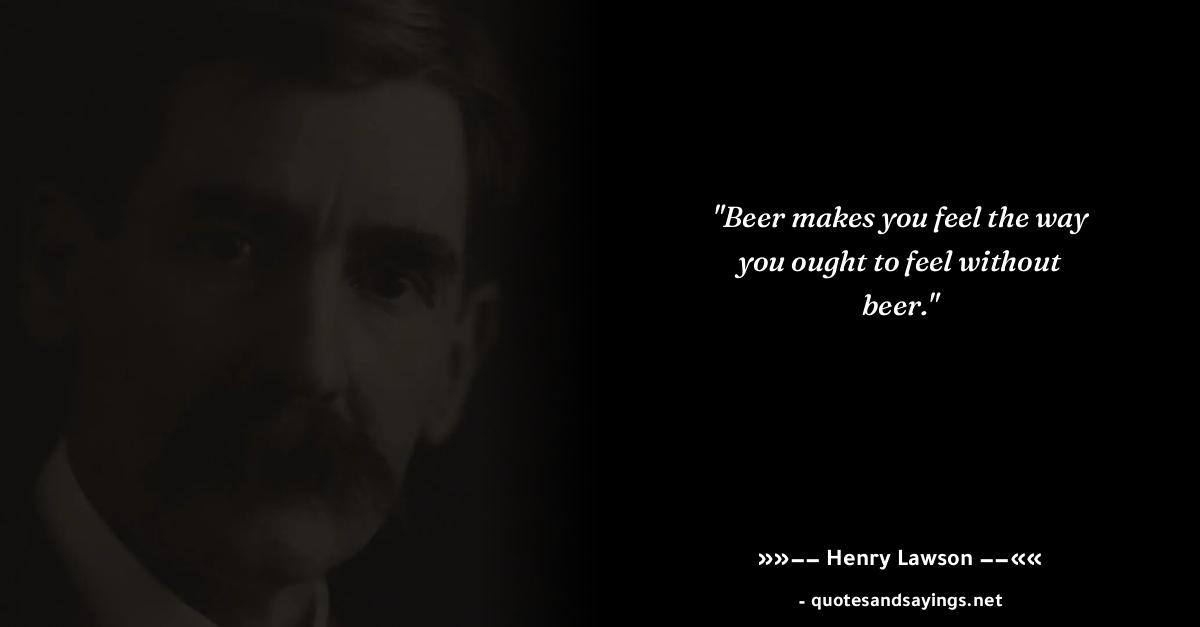 "Beer makes you feel the way
you ought to feel without
beer."
»»−− Henry Lawson −−««
- quotesandsayings.net